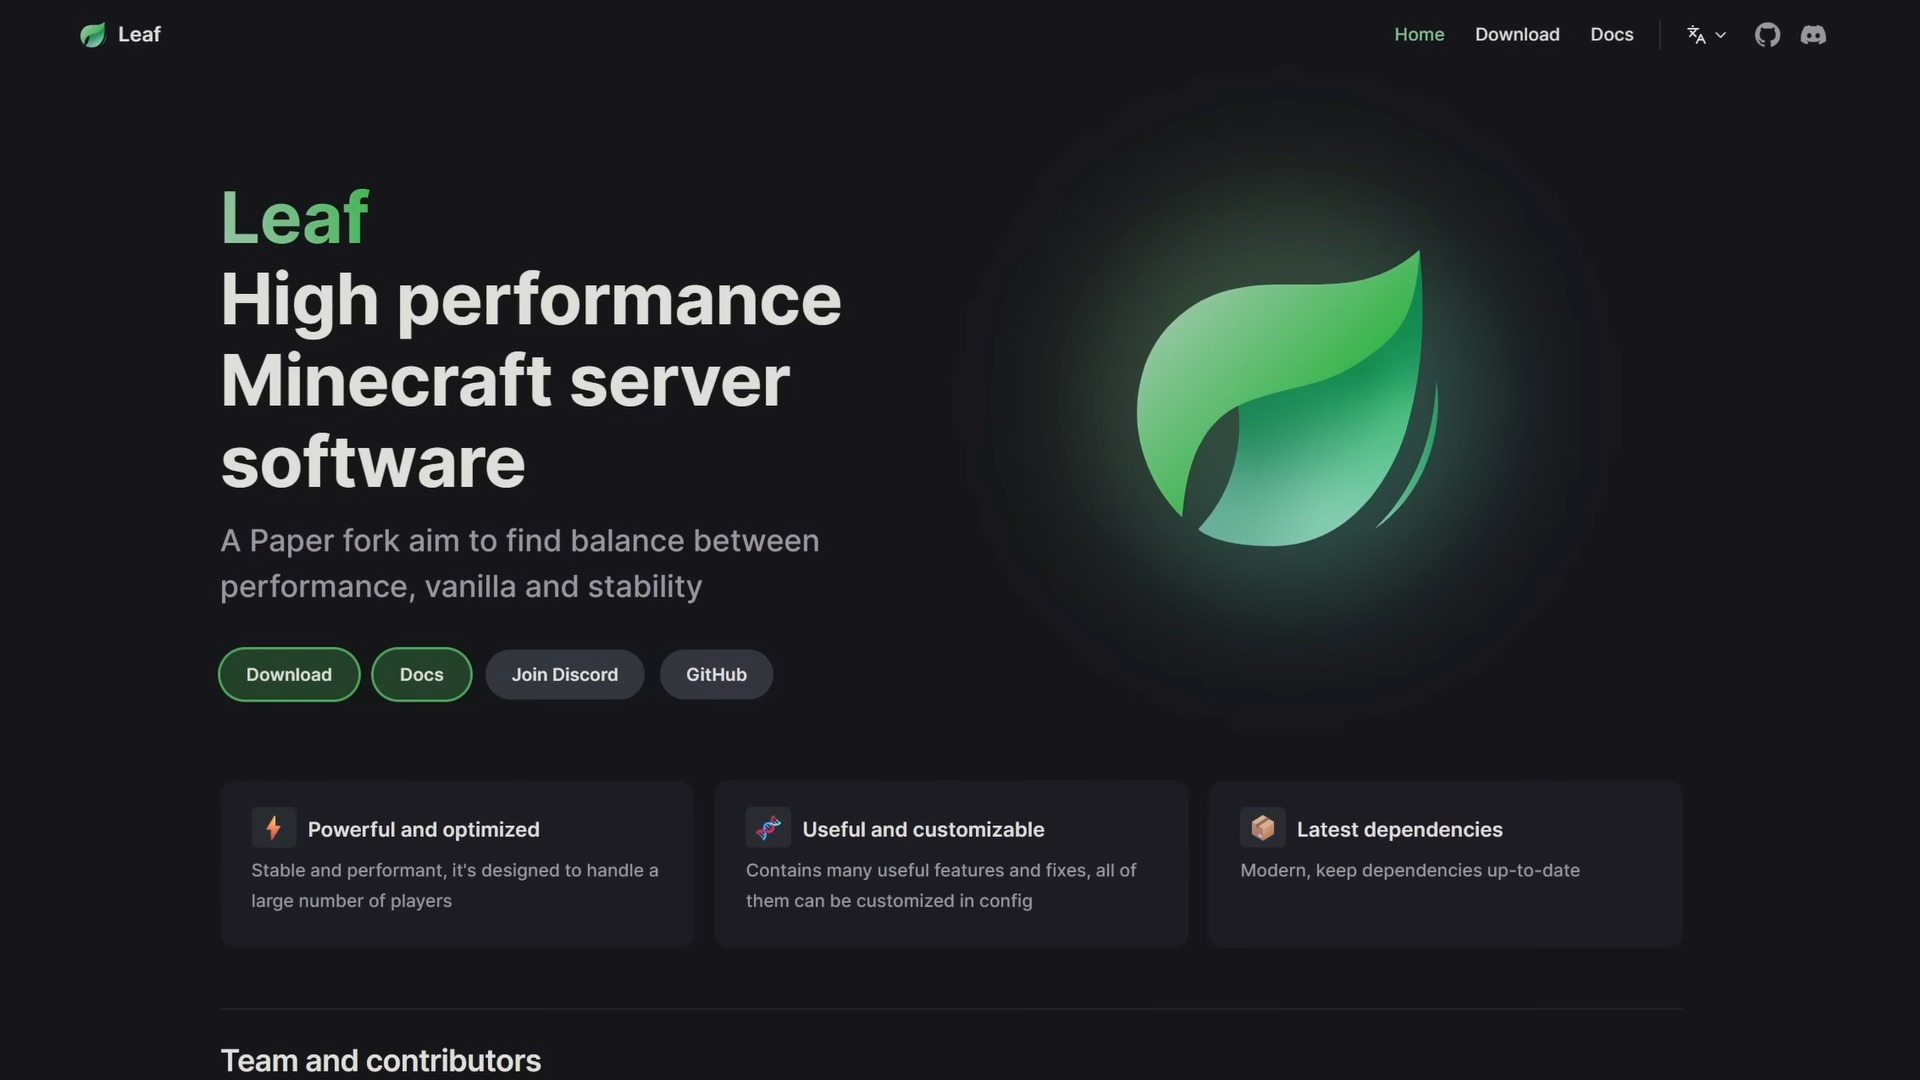 Leaf
Home
Download
Docs
Leaf
High performance
Minecraft server
software
A Paper fork aim to find balance between
performance, vanilla and stability
Download
Docs
Join Discord
GitHub
Powerful and optimized
Stable and performant, it's designed to handle a
large number of players
Useful and customizable
Contains many useful features and fixes, all of
them can be customized in config
Latest dependencies
Modern, keep dependencies up-to-date
Team and contributors